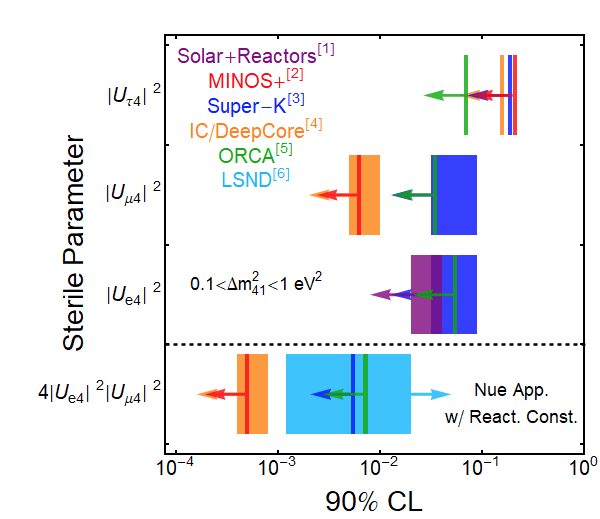 Solar+Reactors[1]
MINOS+[2]
Super−K[3]
IC/DeepCore[4]
ORCA[5]
LSND[6]
|Uτ4| 2
|Uμ4| 2
|Ue4| 2
4|Ue4| 2|Uμ4| 2
Sterile Parameter
0.1<Δm²41<1 eV²
Nue App.
w/ React. Const.
10⁻⁴ 10⁻³ 10⁻² 10⁻¹ 10⁰
90% CL